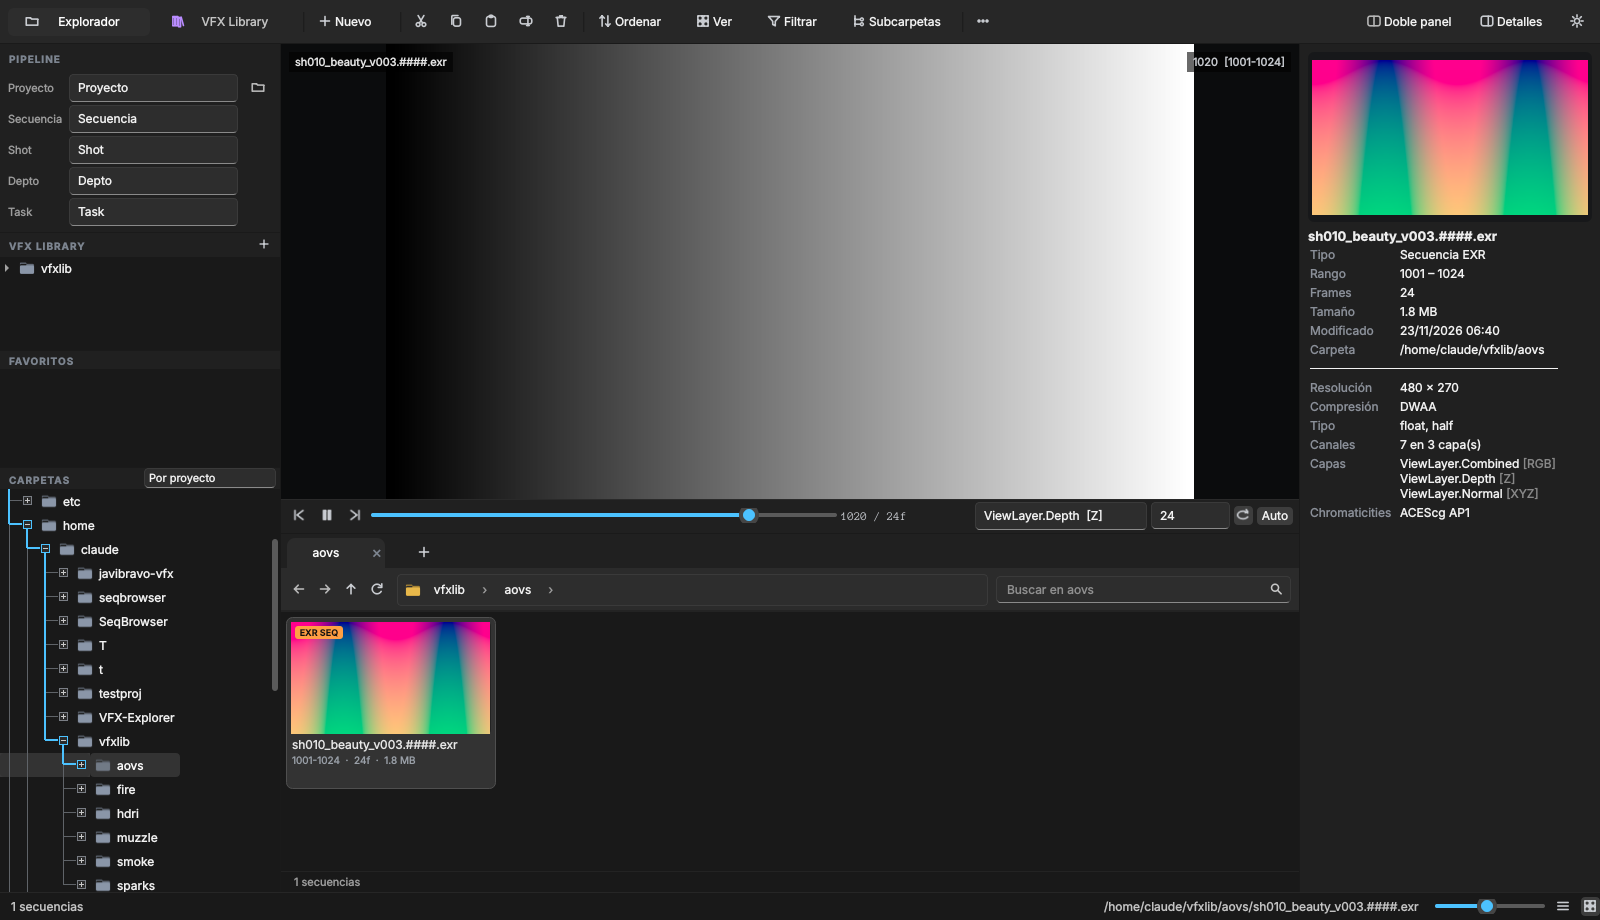 Explorador
VFX Library
Nuevo
Ordenar
Ver
Filtrar
Subcarpetas
Doble panel
Detalles
PIPELINE
Proyecto Proyecto
Secuencia Secuencia
Shot Shot
Depto Depto
Task Task
VFX LIBRARY
vfxlib
FAVORITOS
CARPETAS Por proyecto
etc
home
claude
javibravo-vfx
seqbrowser
SeqBrowser
T
t
testproj
VFX-Explorer
vfxlib
aovs
fire
hdri
muzzle
smoke
sparks
1 secuencias
sh010_beauty_v003.####.exr
1020 [1001-1024]
1020 / 24f
ViewLayer.Depth [Z]
24
Auto
aovs
vfxlib › aovs ›
Buscar en aovs
EXR SEQ
sh010_beauty_v003.####.exr
1001-1024 · 24f · 1.8 MB
1 secuencias
sh010_beauty_v003.####.exr
Tipo Secuencia EXR
Rango 1001 – 1024
Frames 24
Tamaño 1.8 MB
Modificado 23/11/2026 06:40
Carpeta /home/claude/vfxlib/aovs
Resolución 480 × 270
Compresión DWAA
Tipo float, half
Canales 7 en 3 capa(s)
Capas ViewLayer.Combined [RGB]
ViewLayer.Depth [Z]
ViewLayer.Normal [XYZ]
Chromaticities ACEScg AP1
/home/claude/vfxlib/aovs/sh010_beauty_v003.####.exr